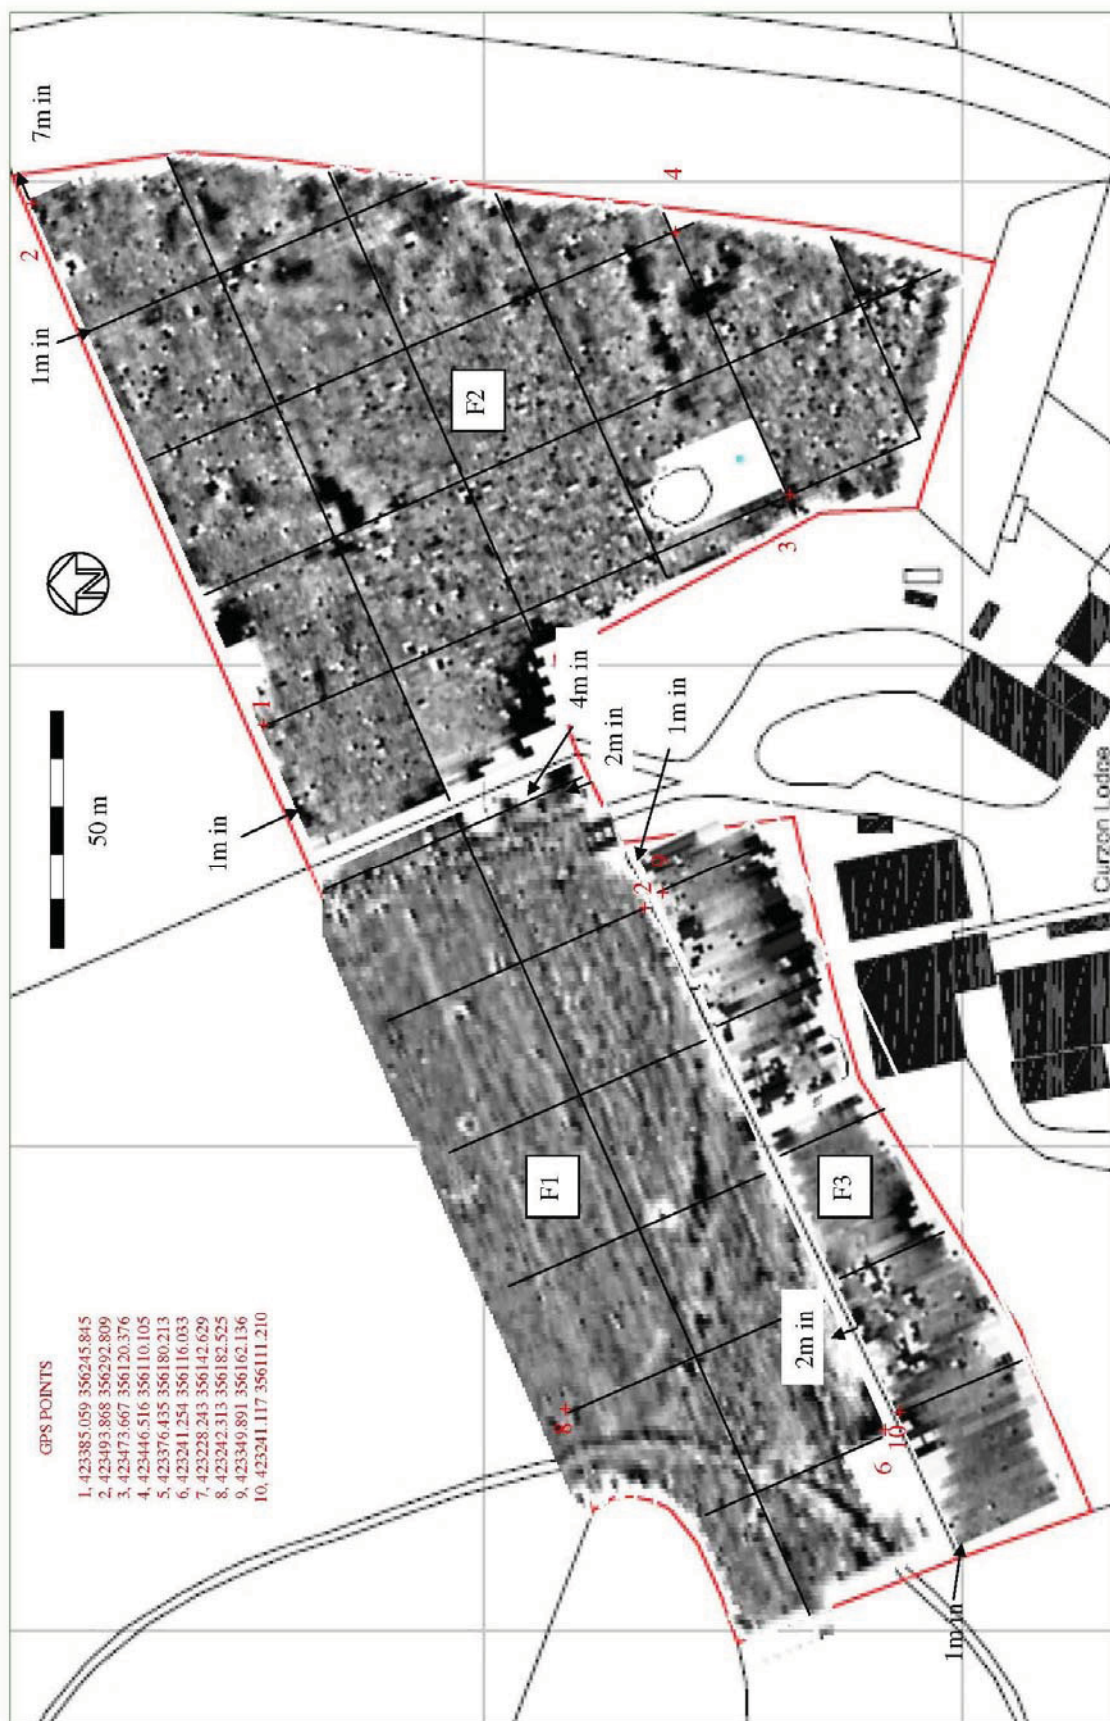 GPS POINTS
1, 423385.059 356245.845
2, 423493.868 356292.809
3, 423473.667 356120.376
4, 423446.516 356110.105
5, 423376.435 356180.213
6, 423241.254 356116.033
7, 423228.243 356142.629
8, 423242.313 356182.525
9, 423349.891 356162.136
10, 423241.117 356111.210
50 m
N
7m in
2
1m in
1
1m in
4
F2
3
4m in
2m in
1m in
2
9
F1
8
F3
2m in
6
10
1m in
Curzon Lodge